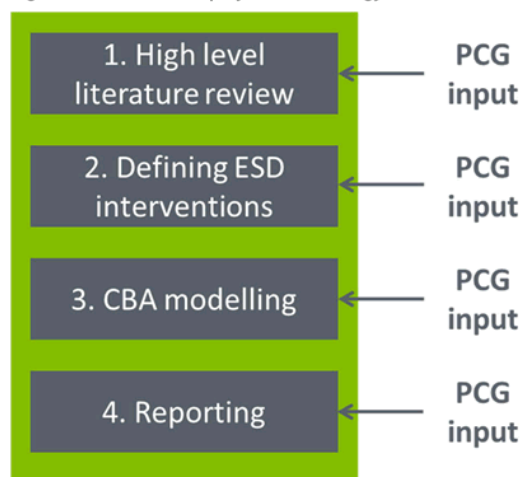 1. High level
literature review
PCG
input
2. Defining ESD
interventions
PCG
input
3. CBA modelling
PCG
input
4. Reporting
PCG
input